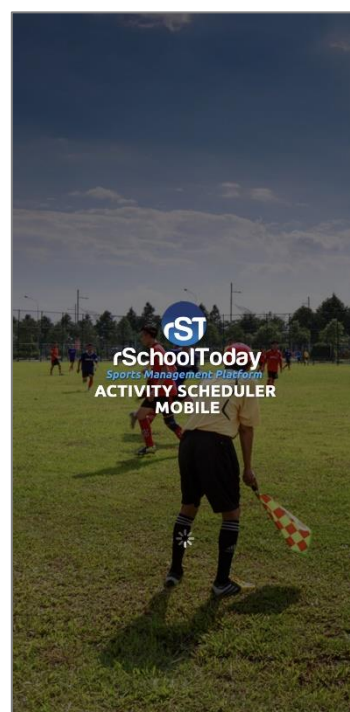 rST
rSchoolToday
Sports Management Platform
ACTIVITY SCHEDULER
MOBILE